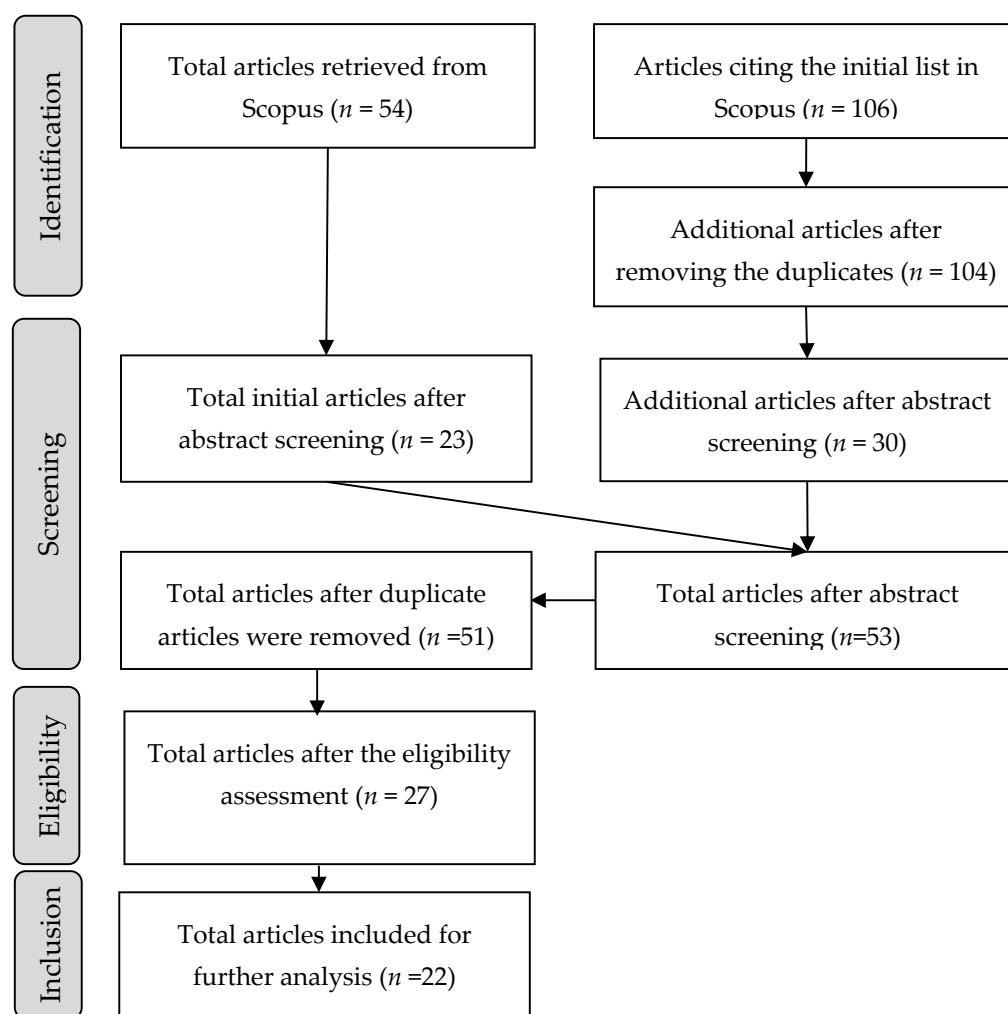 Identification
Total articles retrieved from
Scopus (n = 54)
Articles citing the initial list in
Scopus (n = 106)
Additional articles after
removing the duplicates (n = 104)
Screening
Total initial articles after
abstract screening (n = 23)
Additional articles after abstract
screening (n = 30)
Total articles after duplicate
articles were removed (n =51)
Total articles after abstract
screening (n=53)
Eligibility
Total articles after the eligibility
assessment (n = 27)
Inclusion
Total articles included for
further analysis (n =22)